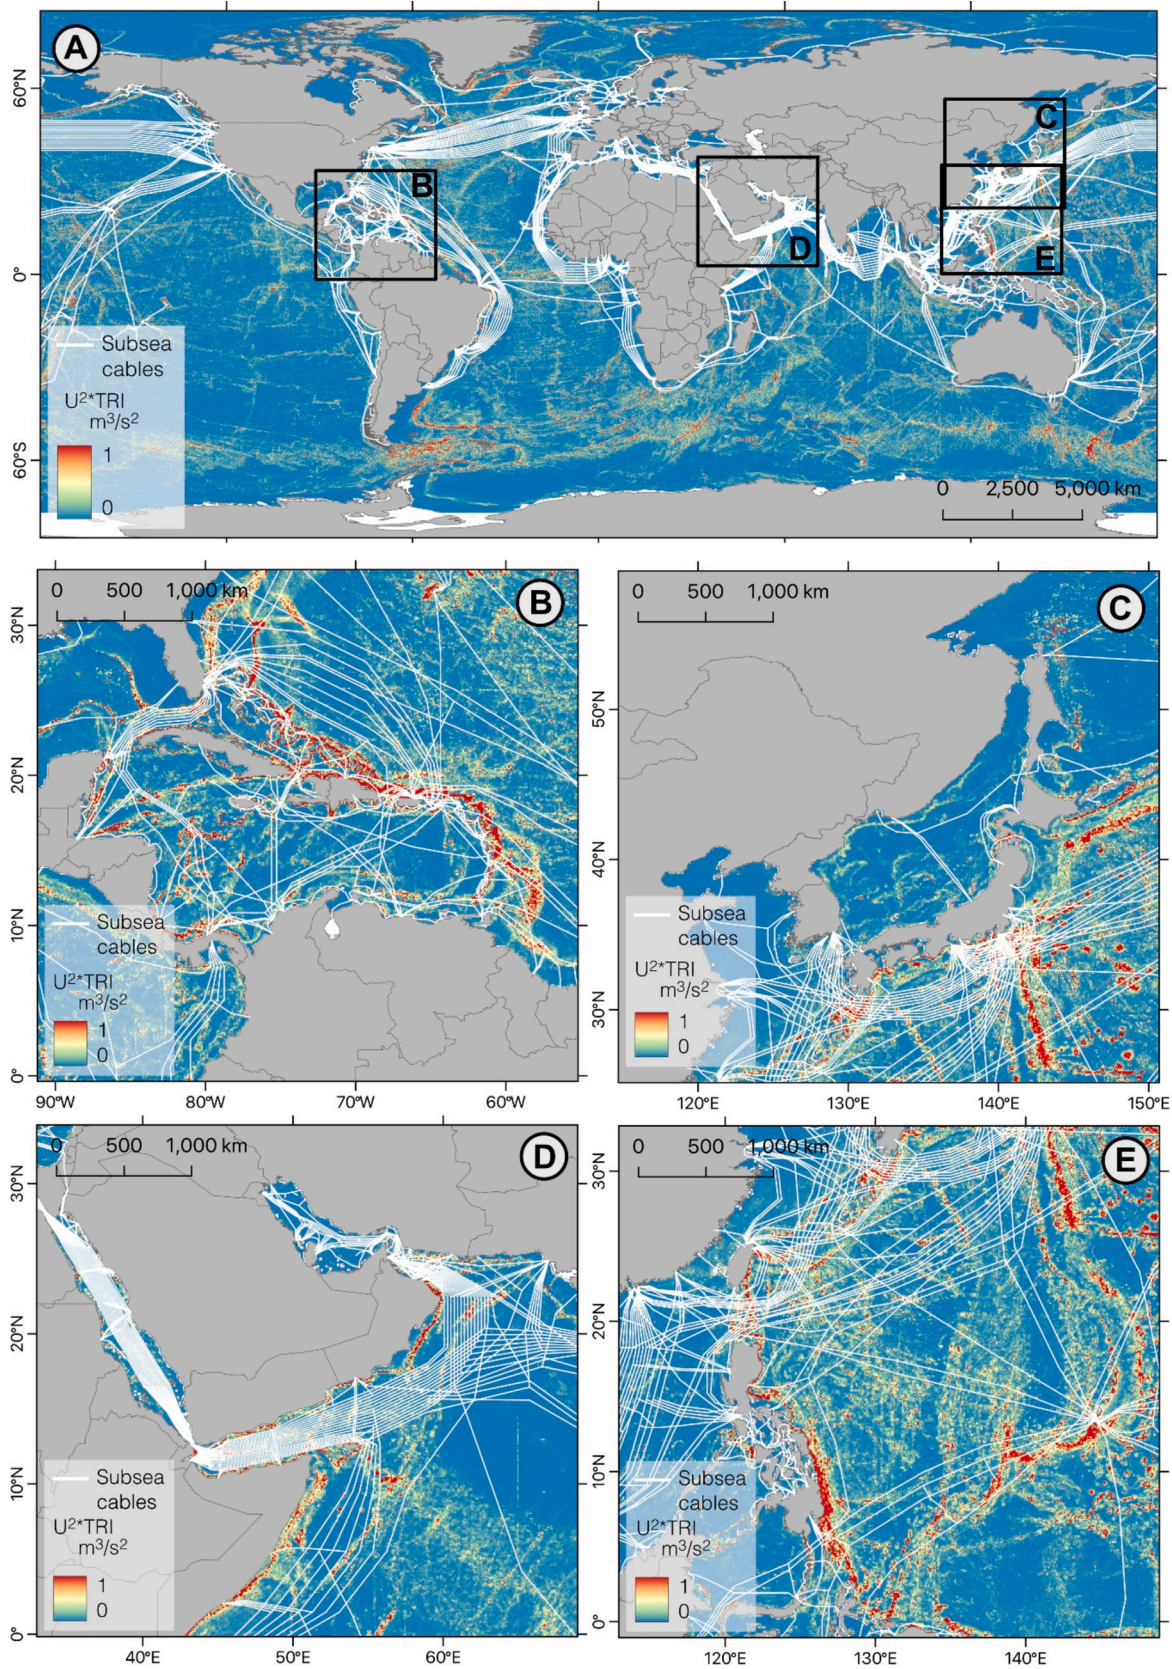 A
60°N
0°
60°S
B
C
D
E
Subsea
cables
U²*TRI
m³/s²
1
0
0 2,500 5,000 km
0 500 1,000 km
B
30°N
20°N
10°N
0°
Subsea
cables
U²*TRI
m³/s²
1
0
90°W 80°W 70°W 60°W
0 500 1,000 km
C
50°N
40°N
30°N
Subsea
cables
U²*TRI
m³/s²
1
0
120°E 130°E 140°E 150°E
0 500 1,000 km
D
30°N
20°N
10°N
0°
Subsea
cables
U²*TRI
m³/s²
1
0
40°E 50°E 60°E
0 500 1,000 km
E
30°N
20°N
10°N
0°
Subsea
cables
U²*TRI
m³/s²
1
0
120°E 130°E 140°E